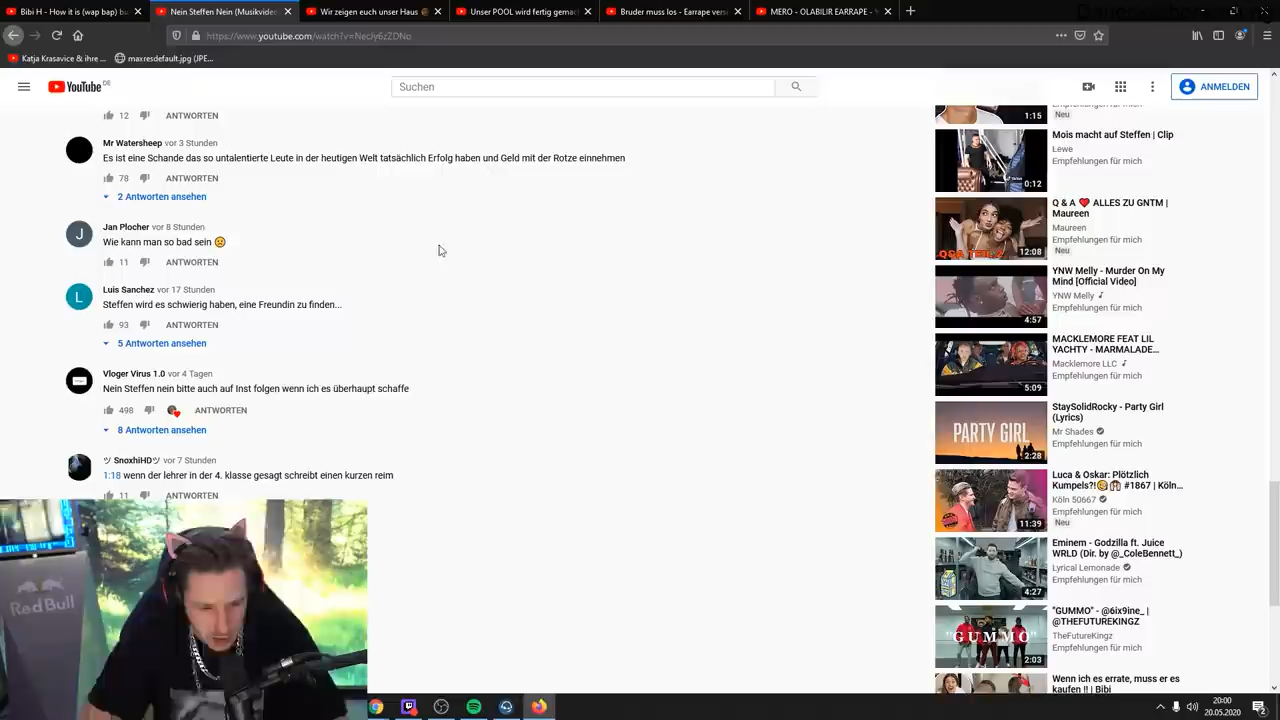 Bibi H - How it is (wap bap) bu
Nein Steffen Nein (Musikvideo
Wir zeigen euch unser Haus
Unser POOL wird fertig gemac
Bruder muss los - Earrape vers
MERO - OLABILIR EARRAPE
https://www.youtube.com/watch?v=NecJy6zZDNo
Katja Krasavice & ihre ...
maxresdefault.jpg (JPE...
YouTube DE
Suchen
ANMELDEN
12 ANTWORTEN
Mr Watersheep vor 3 Stunden
Es ist eine Schande das so untalentierte Leute in der heutigen Welt tatsächlich Erfolg haben und Geld mit der Rotze einnehmen
78 ANTWORTEN
2 Antworten ansehen
J
Jan Plocher vor 8 Stunden
Wie kann man so bad sein
11 ANTWORTEN
L
Luis Sanchez vor 17 Stunden
Steffen wird es schwierig haben, eine Freundin zu finden...
93 ANTWORTEN
5 Antworten ansehen
Vloger Virus 1.0 vor 4 Tagen
Nein Steffen nein bitte auch auf Inst folgen wenn ich es überhaupt schaffe
498 ANTWORTEN
8 Antworten ansehen
ツ SnoxhiHDツ vor 7 Stunden
1:18 wenn der lehrer in der 4. klasse gesagt schreibt einen kurzen reim
11 ANTWORTEN
RedBull
1:15
Empfehlungen für mich
Neu
0:12
Mois macht auf Steffen | Clip
Lewe
Empfehlungen für mich
12:08
Q & A ❤ ALLES ZU GNTM |
Maureen
Maureen
Empfehlungen für mich
Neu
4:57
YNW Melly - Murder On My
Mind [Official Video]
YNW Melly
Empfehlungen für mich
5:09
MACKLEMORE FEAT LIL
YACHTY - MARMALADE...
Macklemore LLC
Empfehlungen für mich
PARTY GIRL
2:28
StaySolidRocky - Party Girl
(Lyrics)
Mr Shades
Empfehlungen für mich
11:39
Luca & Oskar: Plötzlich
Kumpels?! #1867 | Köln...
Köln 50667
Empfehlungen für mich
Neu
4:27
Eminem - Godzilla ft. Juice
WRLD (Dir. by @_ColeBennett_)
Lyrical Lemonade
Empfehlungen für mich
"GUMMO"
2:03
"GUMMO" - @6ix9ine_ |
@THEFUTUREKINGZ
TheFutureKingz
Empfehlungen für mich
Wenn ich es errate, muss er es
kaufen !! | Bibi
20:00
20.05.2020
2